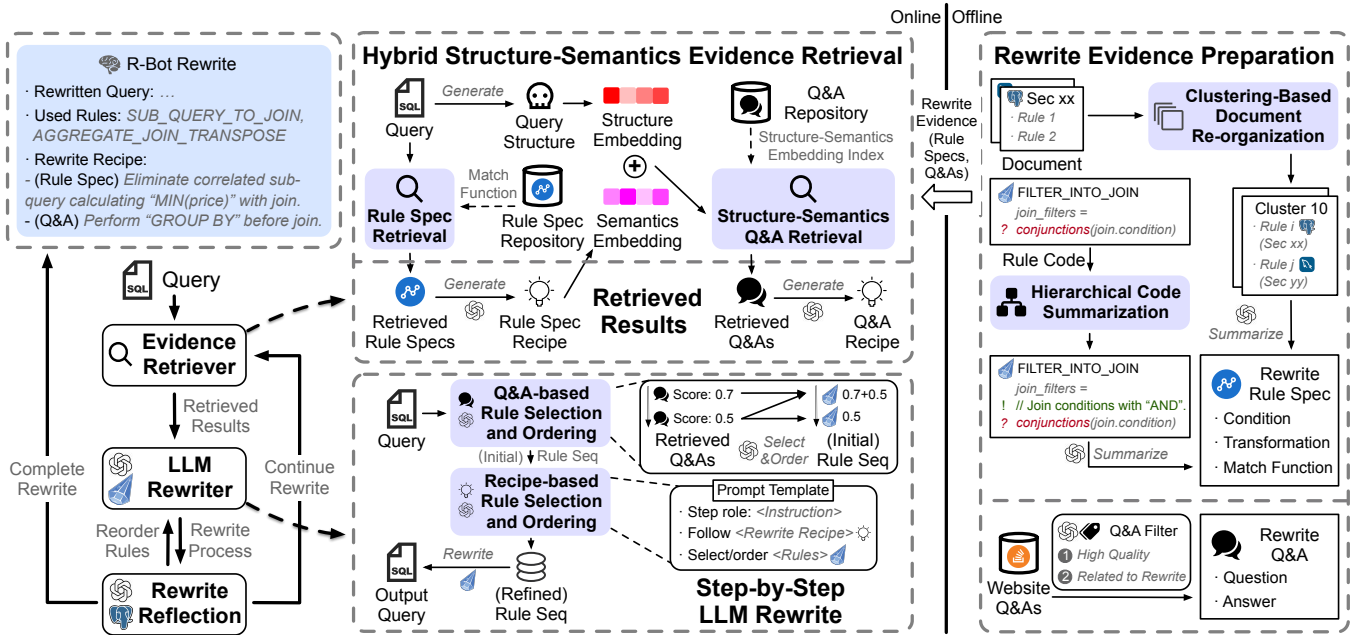 Online
Offline
R-Bot Rewrite
· Rewritten Query: ...
· Used Rules: SUB_QUERY_TO_JOIN,
AGGREGATE_JOIN_TRANSPOSE
· Rewrite Recipe:
- (Rule Spec) Eliminate correlated sub-
query calculating “MIN(price)” with join.
- (Q&A) Perform “GROUP BY” before join.
SQL
Query
Evidence
Retriever
Retrieved
Results
LLM
Rewriter
Complete
Rewrite
Continue
Rewrite
Reorder
Rules
Rewrite
Process
Rewrite
Reflection
Hybrid Structure-Semantics Evidence Retrieval
SQL
Query
Generate
Query
Structure
Structure
Embedding
Q&A
Repository
Structure-Semantics
Embedding Index
Match
Function
Rule Spec
Retrieval
Rule Spec
Repository
Semantics
Embedding
Structure-Semantics
Q&A Retrieval
Retrieved
Rule Specs
Generate
Rule Spec
Recipe
Retrieved
Results
Retrieved
Q&As
Generate
Q&A
Recipe
SQL
Query
Q&A-based
Rule Selection
and Ordering
(Initial)
Rule Seq
Score: 0.7
0.7+0.5
Score: 0.5
0.5
Retrieved
Q&As
Select
&Order
(Initial)
Rule Seq
Recipe-based
Rule Selection
and Ordering
Prompt Template
· Step role: <Instruction>
· Follow <Rewrite Recipe>
· Select/order <Rules>
SQL
Output
Query
Rewrite
(Refined)
Rule Seq
Step-by-Step
LLM Rewrite
Rewrite
Evidence
(Rule
Specs,
Q&As)
Rewrite Evidence Preparation
Sec xx
· Rule 1
· Rule 2
Document
Clustering-Based
Document
Re-organization
FILTER_INTO_JOIN
join_filters =
? conjunctions(join.condition)
Rule Code
Cluster 10
· Rule i
(Sec xx)
· Rule j
(Sec yy)
Hierarchical Code
Summarization
Summarize
FILTER_INTO_JOIN
join_filters =
! // Join conditions with “AND”.
? conjunctions(join.condition)
Summarize
Rewrite
Rule Spec
· Condition
· Transformation
· Match Function
Website
Q&As
Q&A Filter
1 High Quality
2 Related to Rewrite
Rewrite
Q&A
· Question
· Answer